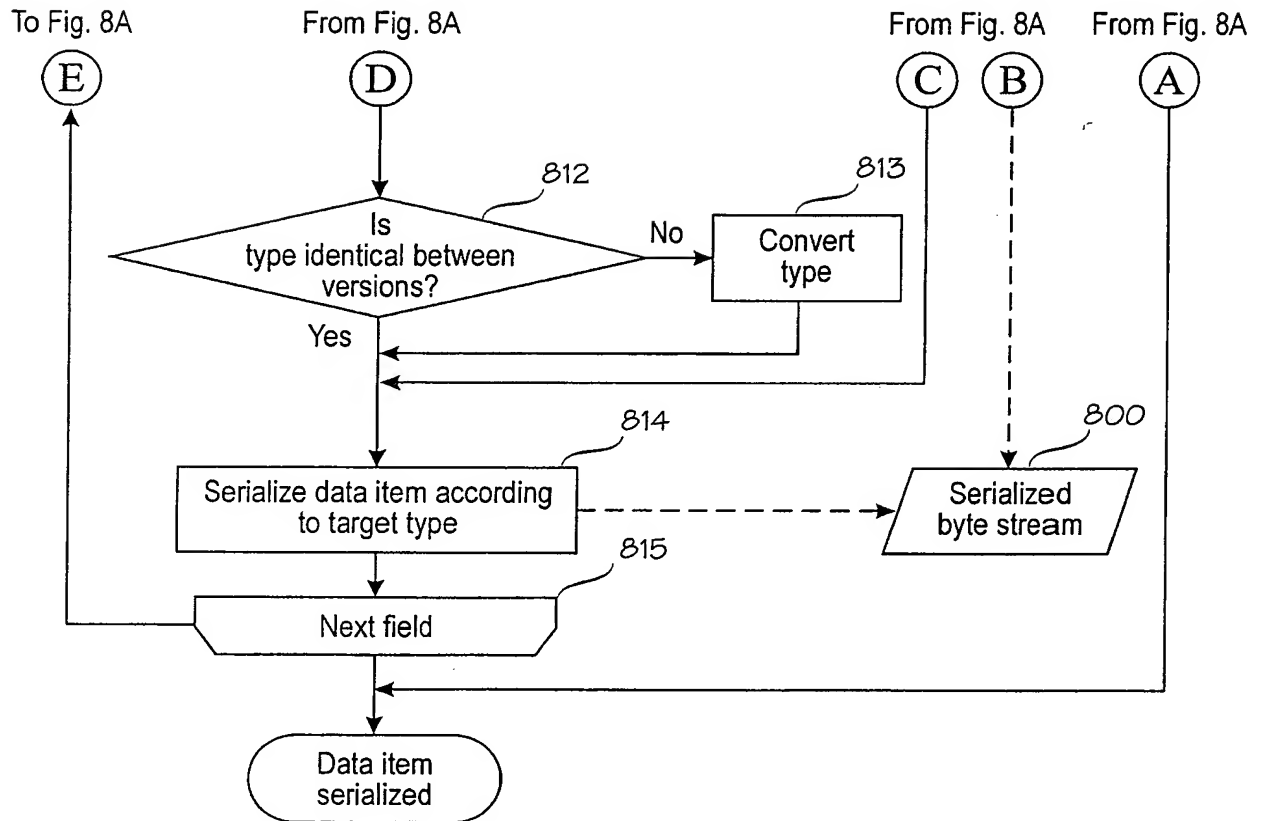 To Fig. 8A
From Fig. 8A
From Fig. 8A
From Fig. 8A
E
D
C
B
A
812
813
Is
type identical between
versions?
No
Convert
type
Yes
814
800
Serialize data item according
to target type
Serialized
byte stream
815
Next field
Data item
serialized